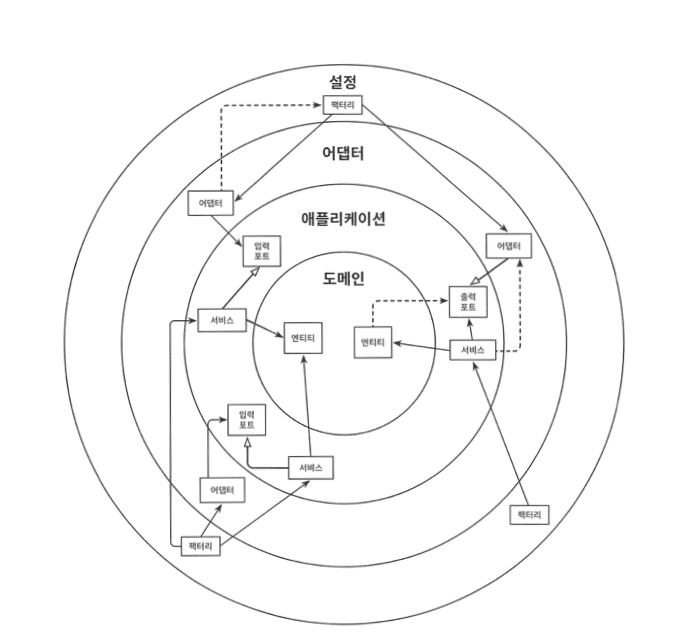 설정
팩터리
어댑터
어댑터
애플리케이션
입력
포트
어댑터
도메인
출력
포트
서비스
엔티티
엔티티
서비스
입력
포트
서비스
어댑터
팩터리
팩터리